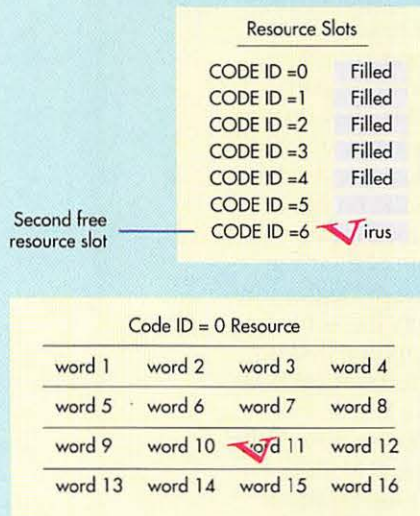 Resource Slots
CODE ID =0 Filled
CODE ID =1 Filled
CODE ID =2 Filled
CODE ID =3 Filled
CODE ID =4 Filled
CODE ID =5
Second free
resource slot
CODE ID =6 Virus
Code ID = 0 Resource
word 1 word 2 word 3 word 4
word 5 word 6 word 7 word 8
word 9 word 10 word 11 word 12
word 13 word 14 word 15 word 16